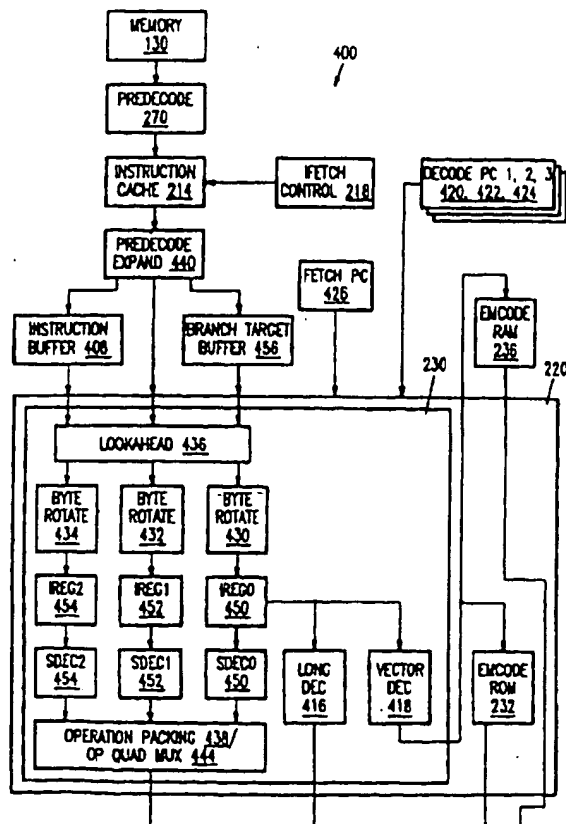 MEMORY
130
400
PREDECODE
270
INSTRUCTION
CACHE 214
IFETCH
CONTROL 218
DECODE PC 1, 2, 3
420, 422, 424
PREDECODE
EXPAND 440
FETCH PC
426
INSTRUCTION
BUFFER 408
BRANCH TARGET
BUFFER 456
EMCODE
RAM
236
230
220
LOOKAHEAD 436
BYTE
ROTATE
434
BYTE
ROTATE
432
BYTE
ROTATE
430
IREG2
454
IREG1
452
IREG0
450
SDEC2
454
SDEC1
452
SDEC0
450
LONG
DEC
416
VECTOR
DEC
418
EMCODE
ROM
232
OPERATION PACKING 438/
OP QUAD MUX 444